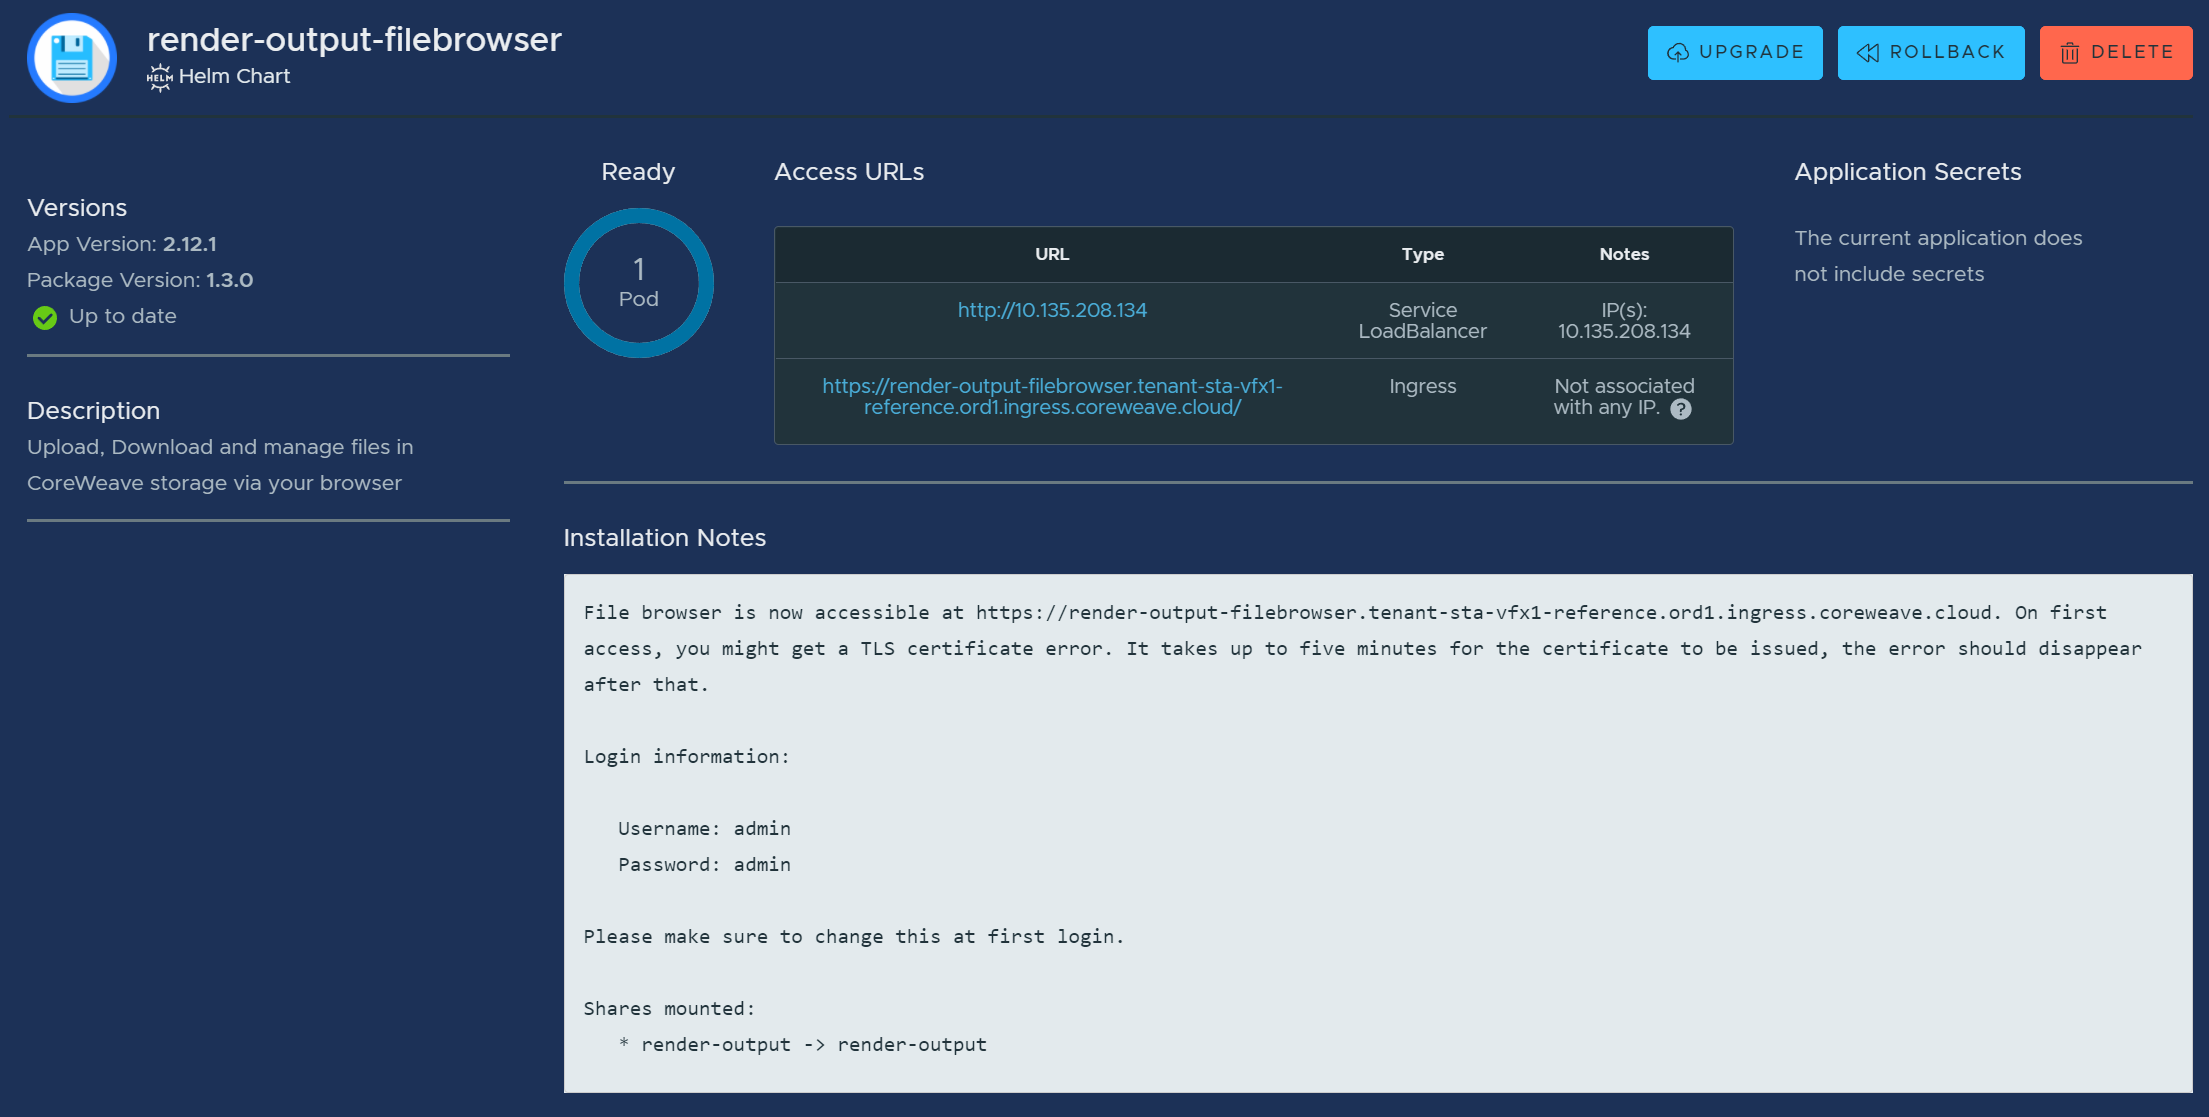 render-output-filebrowser
HELM Helm Chart
UPGRADE
ROLLBACK
DELETE
Versions
App Version: 2.12.1
Package Version: 1.3.0
Up to date
Description
Upload, Download and manage files in
CoreWeave storage via your browser
Ready
1
Pod
Access URLs
URL Type Notes
http://10.135.208.134
Service
LoadBalancer
IP(s):
10.135.208.134
https://render-output-filebrowser.tenant-sta-vfx1-
reference.ord1.ingress.coreweave.cloud/
Ingress
Not associated
with any IP. ?
Application Secrets
The current application does
not include secrets
Installation Notes
File browser is now accessible at https://render-output-filebrowser.tenant-sta-vfx1-reference.ord1.ingress.coreweave.cloud. On first
access, you might get a TLS certificate error. It takes up to five minutes for the certificate to be issued, the error should disappear
after that.
Login information:
Username: admin
Password: admin
Please make sure to change this at first login.
Shares mounted:
* render-output -> render-output